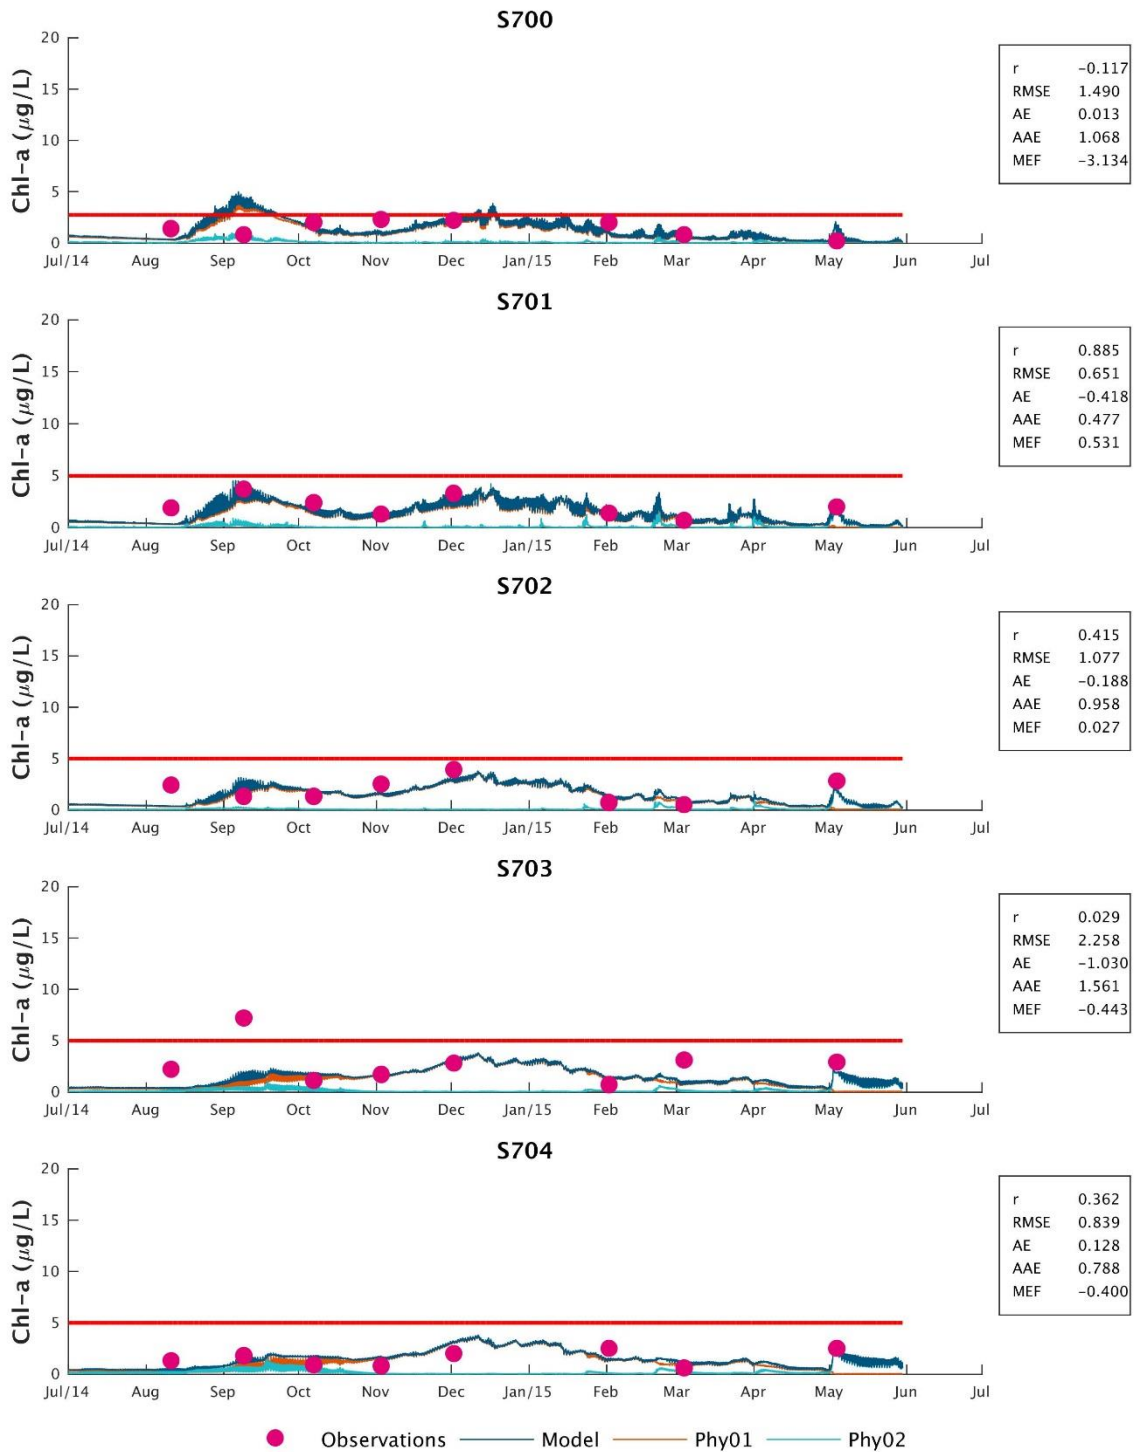 S700
Chl-a (μg/L)
20
15
10
5
0
Jul/14 Aug Sep Oct Nov Dec Jan/15 Feb Mar Apr May Jun Jul
r -0.117
RMSE 1.490
AE 0.013
AAE 1.068
MEF -3.134
S701
Chl-a (μg/L)
20
15
10
5
0
Jul/14 Aug Sep Oct Nov Dec Jan/15 Feb Mar Apr May Jun Jul
r 0.885
RMSE 0.651
AE -0.418
AAE 0.477
MEF 0.531
S702
Chl-a (μg/L)
20
15
10
5
0
Jul/14 Aug Sep Oct Nov Dec Jan/15 Feb Mar Apr May Jun Jul
r 0.415
RMSE 1.077
AE -0.188
AAE 0.958
MEF 0.027
S703
Chl-a (μg/L)
20
15
10
5
0
Jul/14 Aug Sep Oct Nov Dec Jan/15 Feb Mar Apr May Jun Jul
r 0.029
RMSE 2.258
AE -1.030
AAE 1.561
MEF -0.443
S704
Chl-a (μg/L)
20
15
10
5
0
Jul/14 Aug Sep Oct Nov Dec Jan/15 Feb Mar Apr May Jun Jul
r 0.362
RMSE 0.839
AE 0.128
AAE 0.788
MEF -0.400
Observations Model Phy01 Phy02